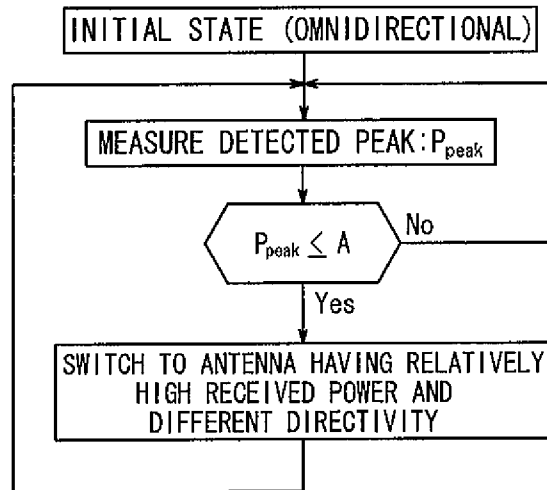 INITIAL STATE (OMNIDIRECTIONAL)
MEASURE DETECTED PEAK:Ppeak
Ppeak ≤ A
No
Yes
SWITCH TO ANTENNA HAVING RELATIVELY
HIGH RECEIVED POWER AND
DIFFERENT DIRECTIVITY